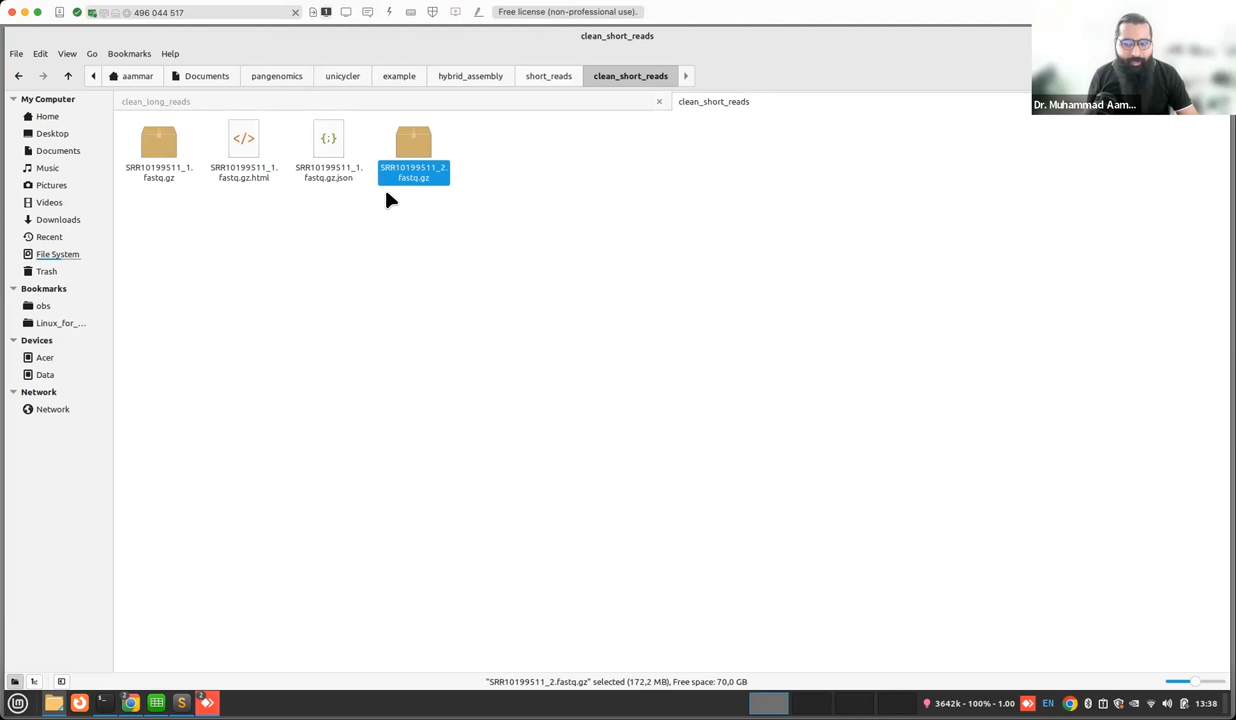 496 044 517
Free license (non-professional use).
clean_short_reads
File Edit View Go Bookmarks Help
aammar Documents pangenomics unicycler example hybrid_assembly short_reads clean_short_reads
Dr. Muhammad Aam...
My Computer
Home
Desktop
Documents
Music
Pictures
Videos
Downloads
Recent
File System
Trash
Bookmarks
obs
Linux_for_...
Devices
Acer
Data
Network
Network
clean_long_reads
clean_short_reads
SRR10199511_1.
fastq.gz
SRR10199511_1.
fastq.gz.html
SRR10199511_1.
fastq.gz.json
SRR10199511_2.
fastq.gz
"SRR10199511_2.fastq.gz" selected (172,2 MB), Free space: 70,0 GB
2
2
3642k - 100% - 1.00
EN
13:38